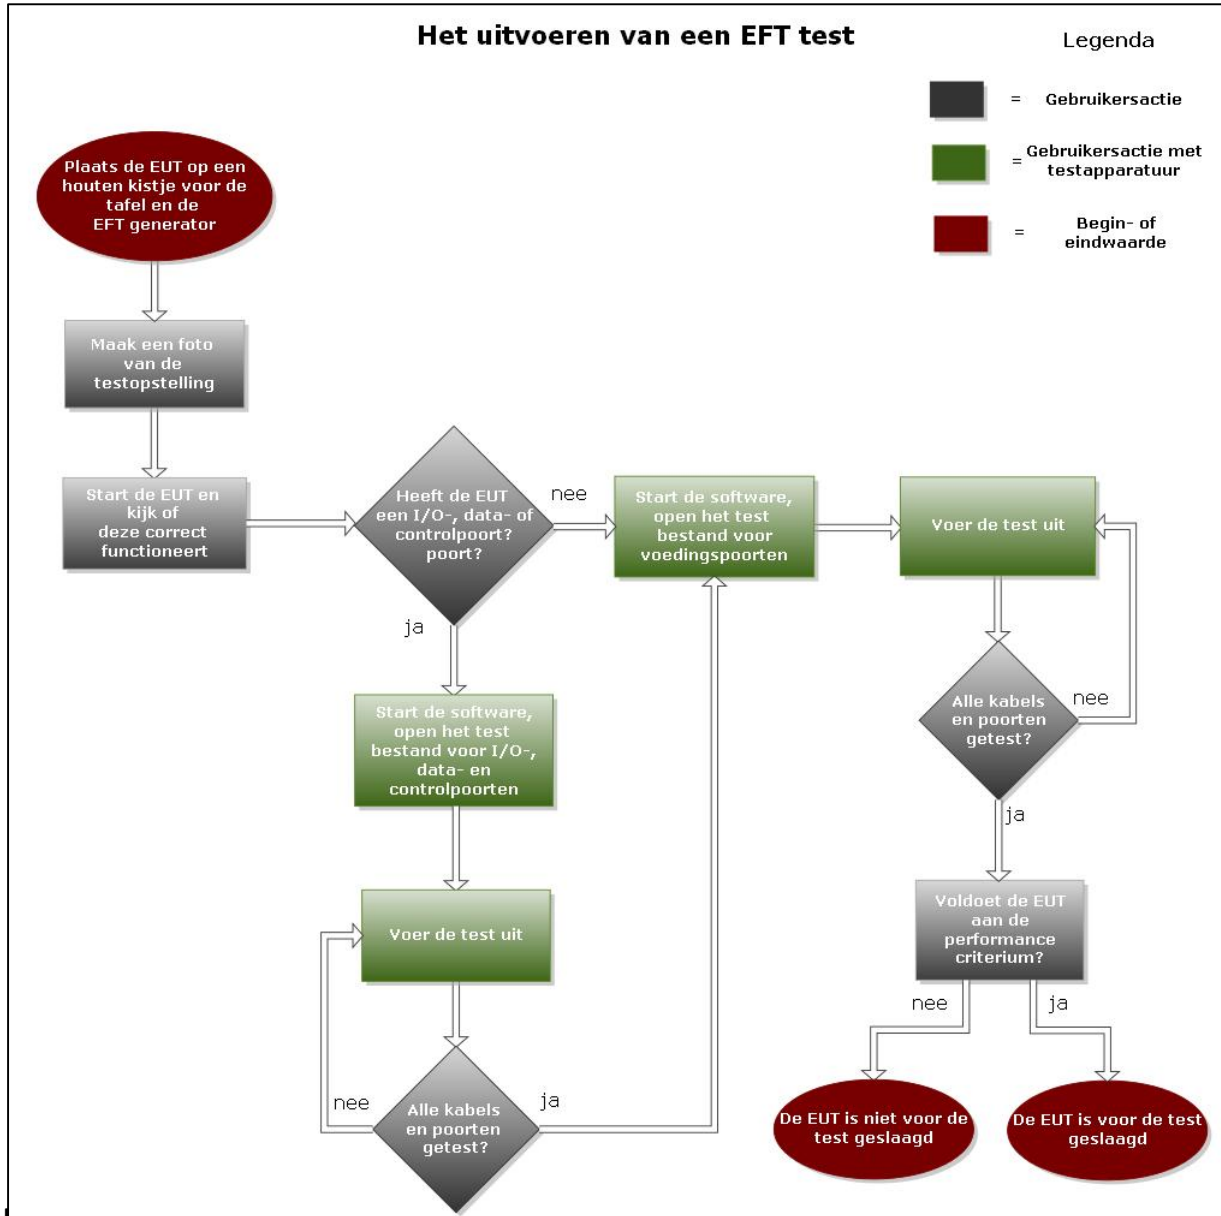 Het uitvoeren van een EFT test
Legenda
= Gebruikersactie
= Gebruikersactie met
testapparatuur
= Begin- of
eindwaarde
Plaats de EUT op een
houten kistje voor de
tafel en de
EFT generator
Maak een foto
van de
testopstelling
Start de EUT en
kijk of
deze correct
functioneert
Heeft de EUT
een I/O-, data- of
controlpoort?
poort?
nee
ja
Start de software,
open het test
bestand voor
voedingspoorten
Voer de test uit
Alle kabels
en poorten
getest?
nee
ja
Start de software,
open het test
bestand voor I/O-,
data- en
controlpoorten
Voer de test uit
Alle kabels
en poorten
getest?
nee
ja
Voldoet de EUT
aan de
performance
criterium?
nee
ja
De EUT is niet voor de
test geslaagd
De EUT is voor de test
geslaagd